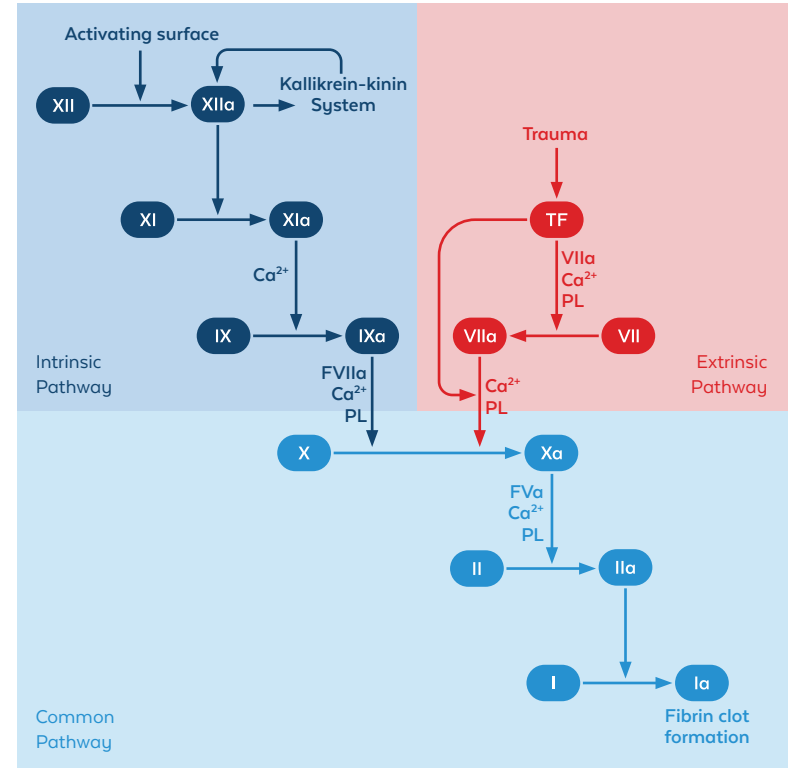 Activating surface
Kallikrein-kinin
System
XII
XIIa
Trauma
XI
XIa
TF
Ca²⁺
VIIa
Ca²⁺
PL
IX
IXa
VIIa
VII
Intrinsic
Pathway
Extrinsic
Pathway
FVIIa
Ca²⁺
PL
Ca²⁺
PL
X
Xa
FVa
Ca²⁺
PL
II
IIa
I
Ia
Fibrin clot
formation
Common
Pathway